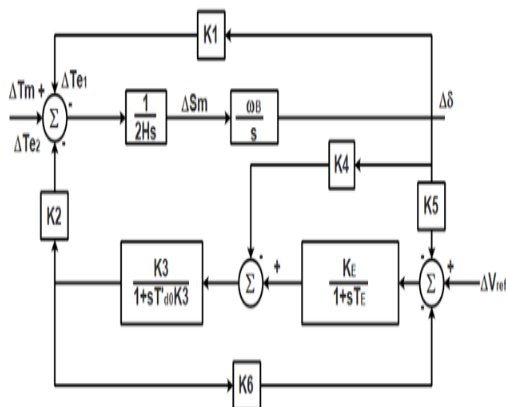 K1
ΔTm +
ΔTe1
-
Σ
-
ΔTe2
1
2Hs
ΔSm
ωB
s
Δδ
K4
K5
K2
K3
1+sT'd0K3
-
+
Σ
KE
1+sTE
-
+
Σ
-
ΔVref
K6